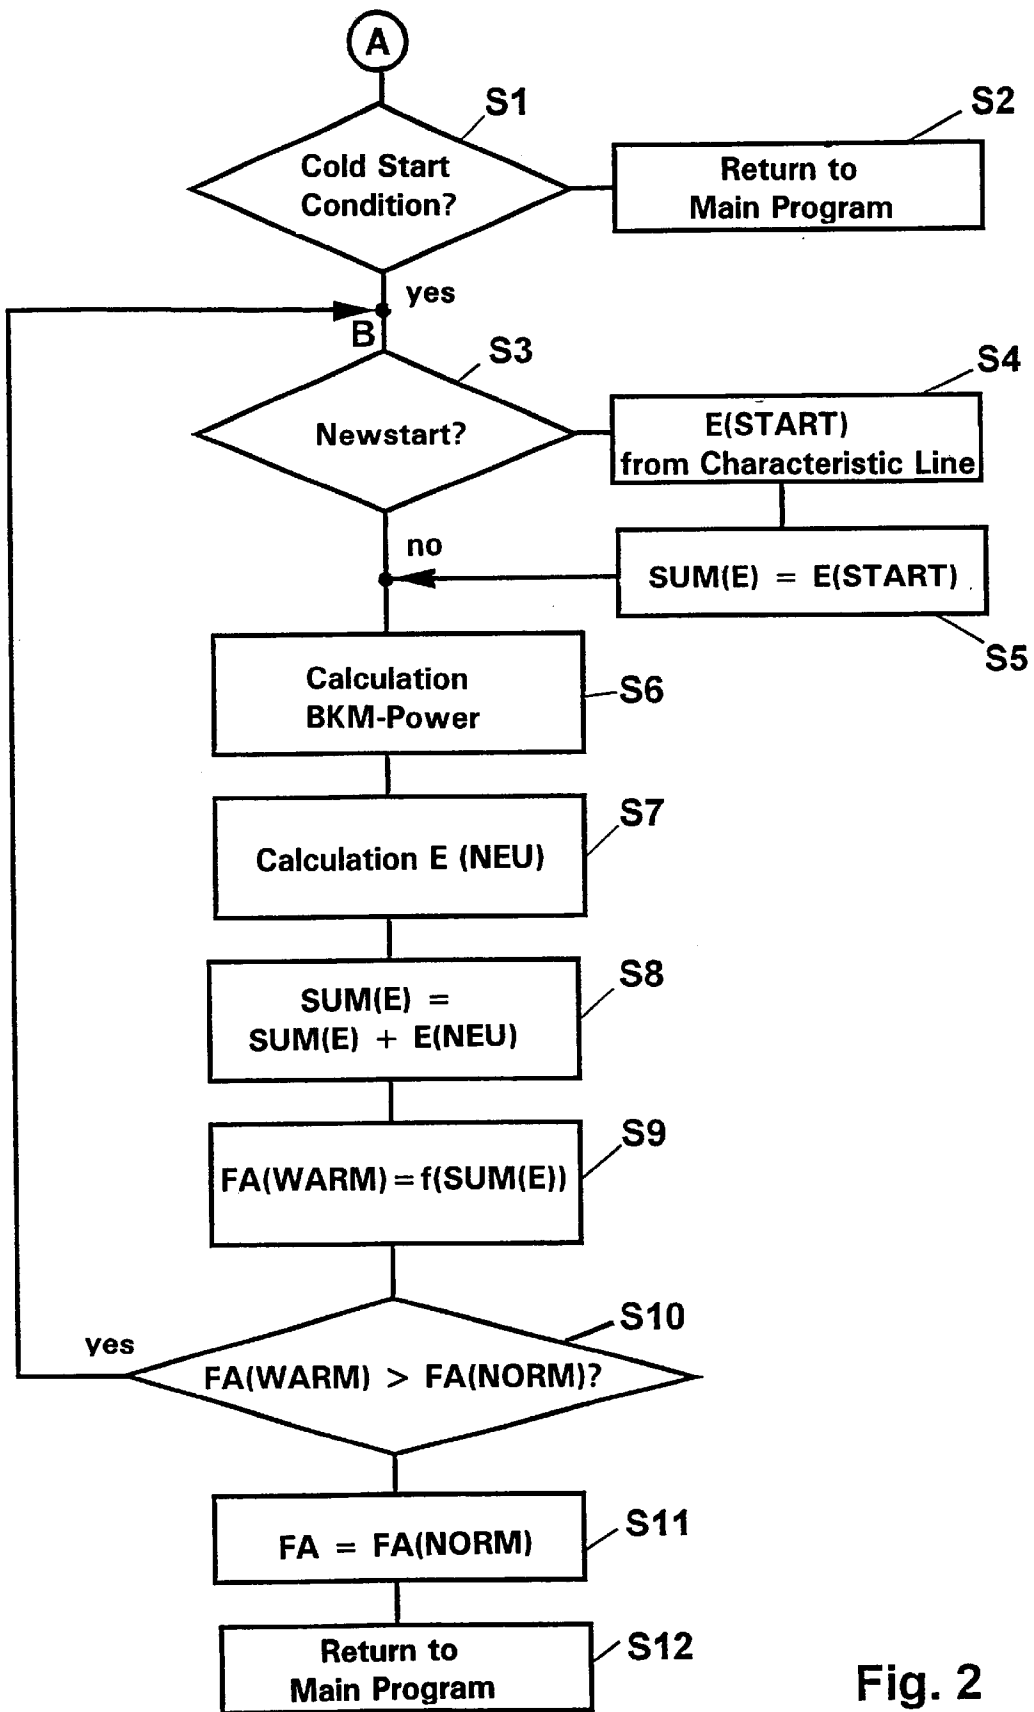 A
S1
Cold Start
Condition?
S2
Return to
Main Program
yes
B
S3
Newstart?
S4
E(START)
from Characteristic Line
no
SUM(E) = E(START)
S5
Calculation
BKM-Power
S6
S7
Calculation E (NEU)
S8
SUM(E) =
SUM(E) + E(NEU)
S9
FA(WARM) = f(SUM(E))
S10
yes
FA(WARM) > FA(NORM)?
S11
FA = FA(NORM)
S12
Return to
Main Program
Fig. 2